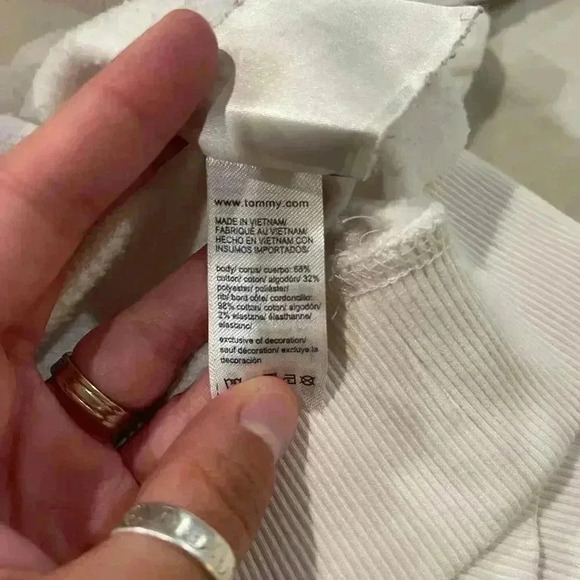 www.tommy.com
MADE IN VIETNAM/
FABRIQUÉ AU VIETNAM/
HECHO EN VIETNAM CON
INSUMOS IMPORTADOS/
body/ corps/ cuerpo: 68%
cotton/ coton/ algodón/ 32%
polyester/ poliéster/
rib/ bord côte/ cordoncillo:
98% cotton/ coton/ algodón/
2% elastane/ élasthanne/
elastano/
exclusive of decoration/
sauf décoration/ excluye la
decoración